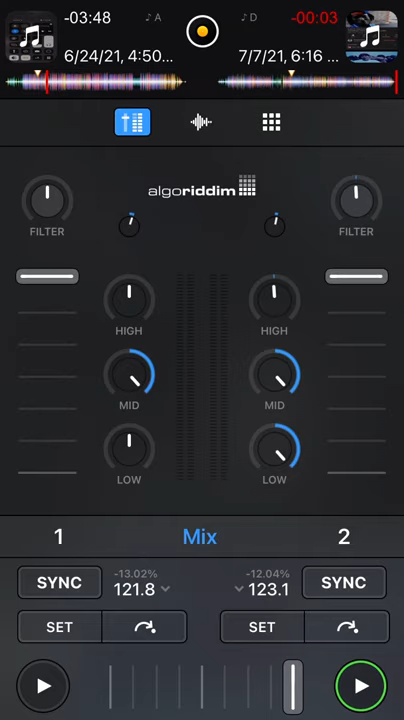 -03:48 ♪ A ♪ D -00:03
6/24/21, 4:50... 7/7/21, 6:16 ...
algoriddim
FILTER FILTER
HIGH HIGH
MID MID
LOW LOW
1 Mix 2
SYNC -13.02% -12.04% SYNC
121.8 123.1
SET SET